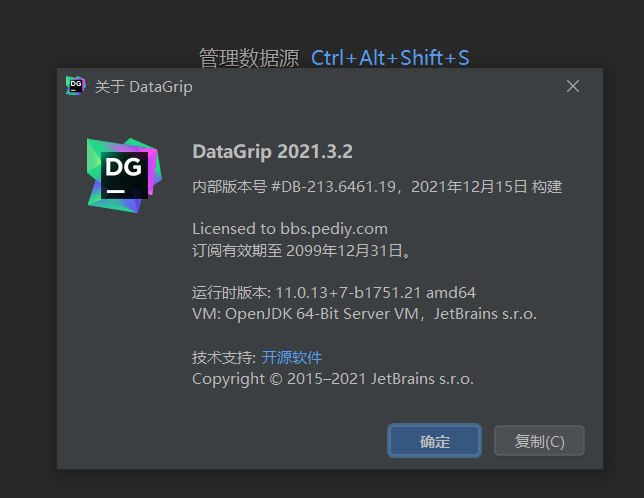 管理数据源 Ctrl+Alt+Shift+S
DG 关于 DataGrip
DG
DataGrip 2021.3.2
内部版本号 #DB-213.6461.19，2021年12月15日 构建
Licensed to bbs.pediy.com
订阅有效期至 2099年12月31日。
运行时版本: 11.0.13+7-b1751.21 amd64
VM: OpenJDK 64-Bit Server VM，JetBrains s.r.o.
技术支持: 开源软件
Copyright © 2015–2021 JetBrains s.r.o.
确定 复制(C)